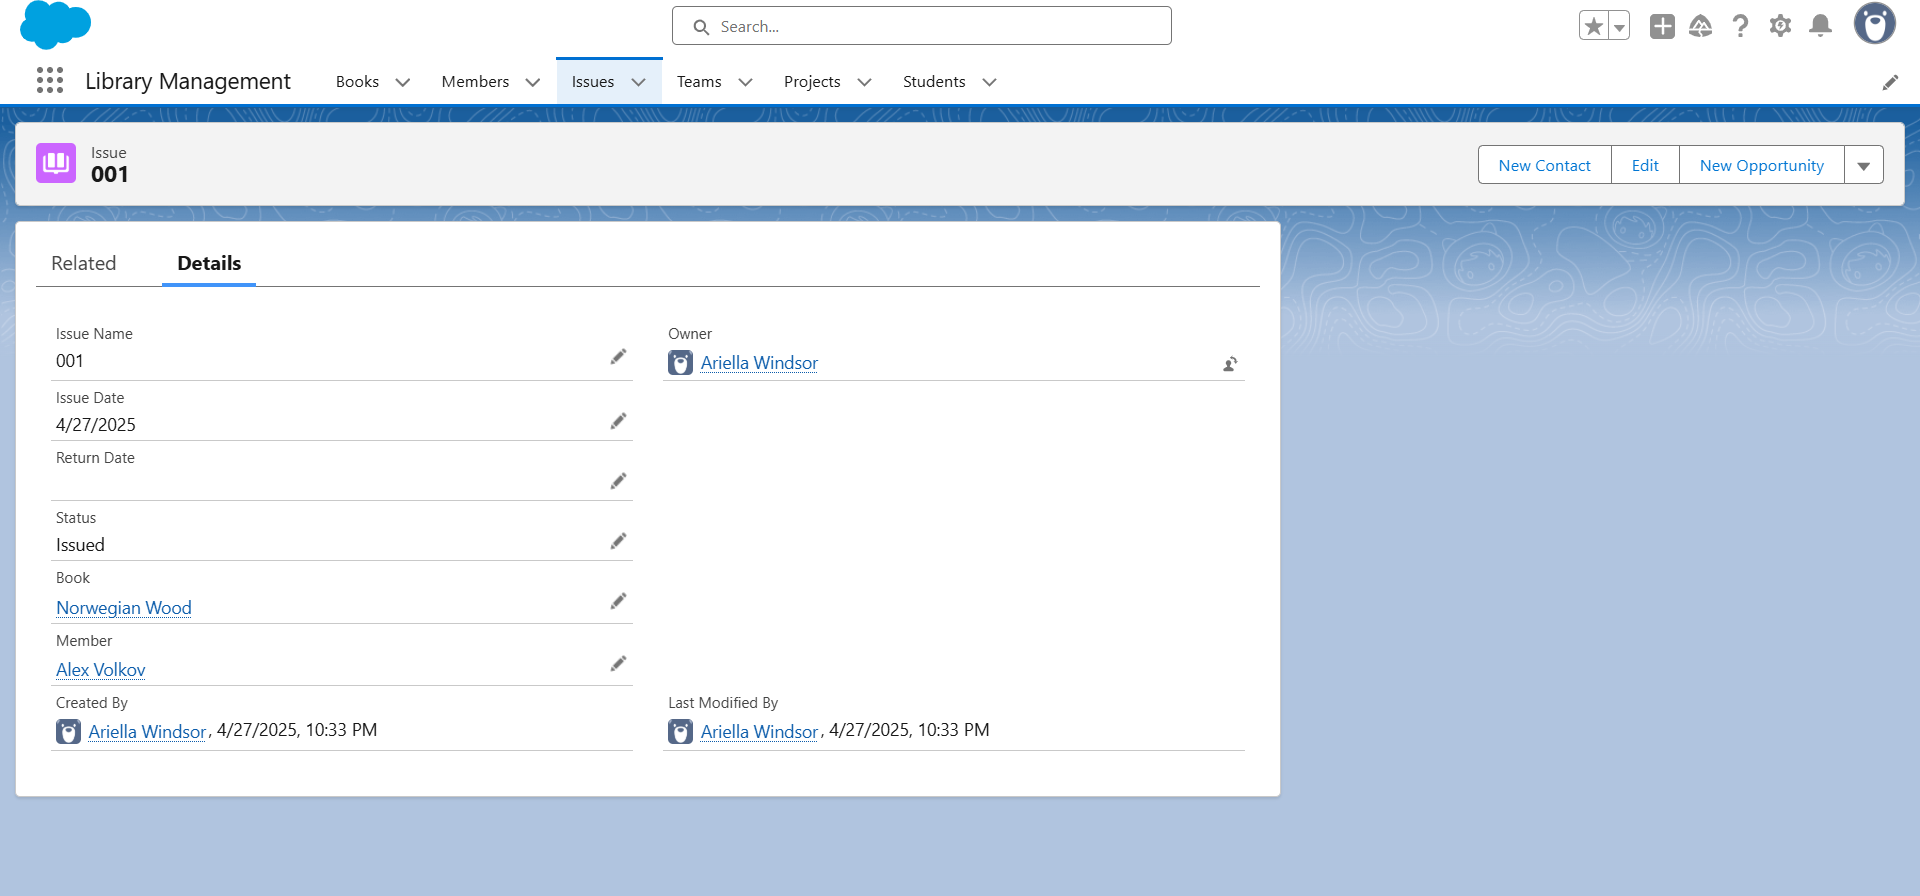 Search...
Library Management
Books
Members
Issues
Teams
Projects
Students
Issue
001
New Contact
Edit
New Opportunity
Related
Details
Issue Name
001
Owner
Ariella Windsor
Issue Date
4/27/2025
Return Date
Status
Issued
Book
Norwegian Wood
Member
Alex Volkov
Created By
Ariella Windsor, 4/27/2025, 10:33 PM
Last Modified By
Ariella Windsor, 4/27/2025, 10:33 PM